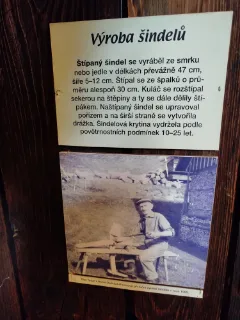 Výroba šindelů
Štípaný šindel se vyráběl ze smrku
nebo jedle v délkách převážně 47 cm,
šíře 5–12 cm. Štípal se ze špalků o prů-
měru alespoň 30 cm. Kuláč se rozštípal
sekerou na štěpiny a ty se dále dělily ští-
pákem. Naštípaný šindel se upravoval
pořízem a na širší straně se vytvořila
drážka. Šindelová krytina vydržela podle
povětrnostních podmínek 10–25 let.